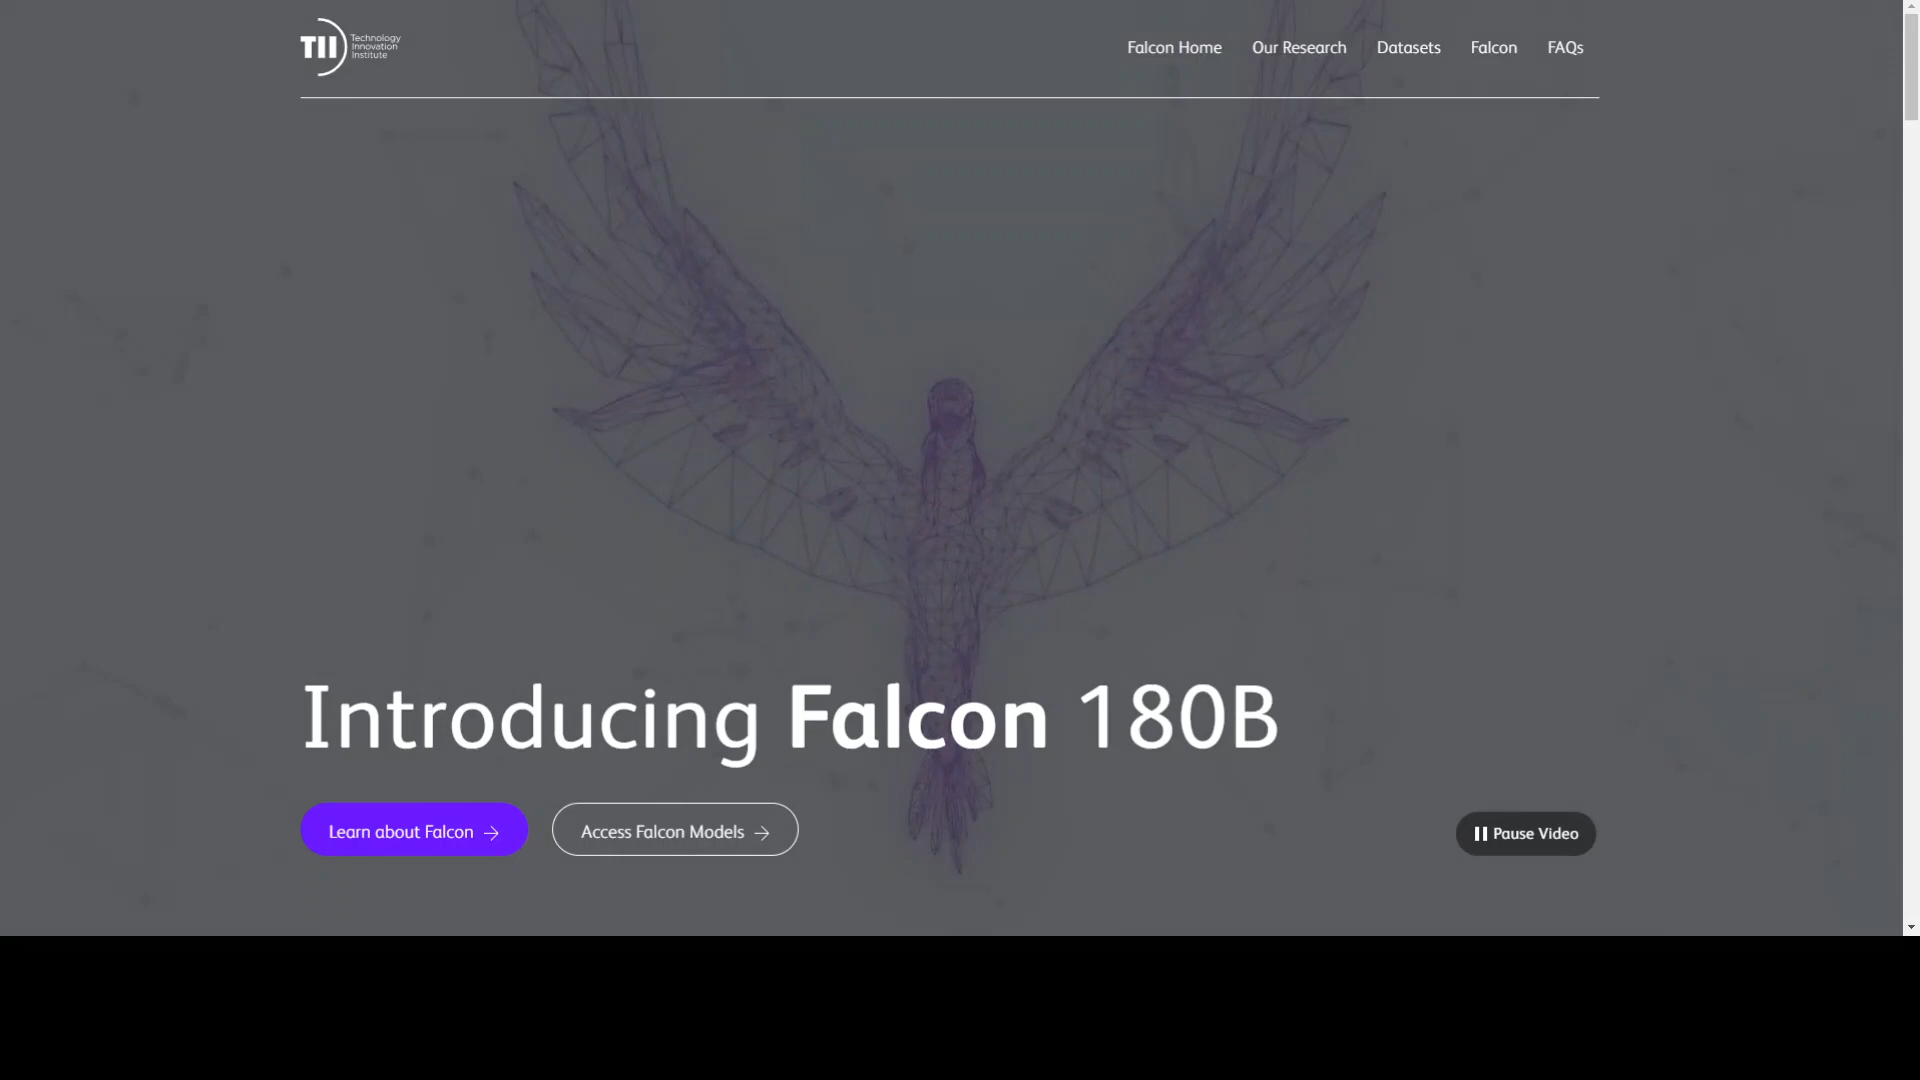 TII Technology
Innovation
Institute
Falcon Home Our Research Datasets Falcon FAQs
Introducing Falcon 180B
Learn about Falcon →
Access Falcon Models →
Pause Video